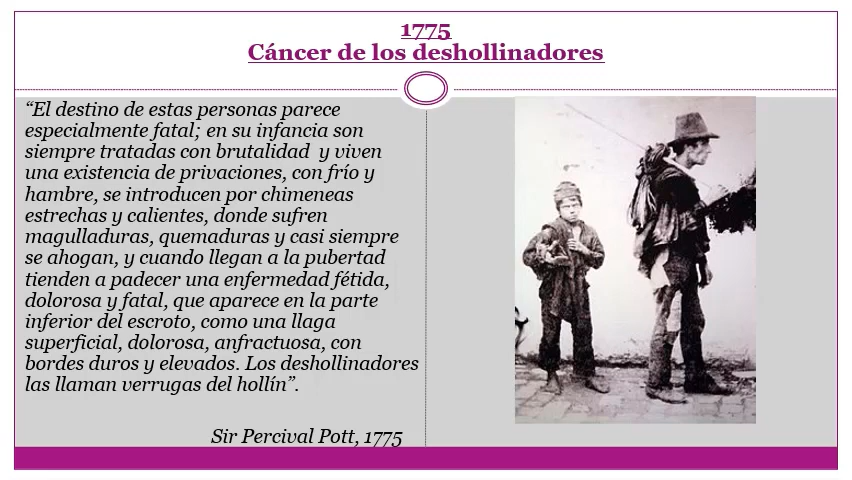 1775
Cáncer de los deshollinadores
“El destino de estas personas parece
especialmente fatal; en su infancia son
siempre tratadas con brutalidad y viven
una existencia de privaciones, con frío y
hambre, se introducen por chimeneas
estrechas y calientes, donde sufren
magulladuras, quemaduras y casi siempre
se ahogan, y cuando llegan a la pubertad
tienden a padecer una enfermedad fétida,
dolorosa y fatal, que aparece en la parte
inferior del escroto, como una llaga
superficial, dolorosa, anfractuosa, con
bordes duros y elevados. Los deshollinadores
las llaman verrugas del hollín”.
Sir Percival Pott, 1775